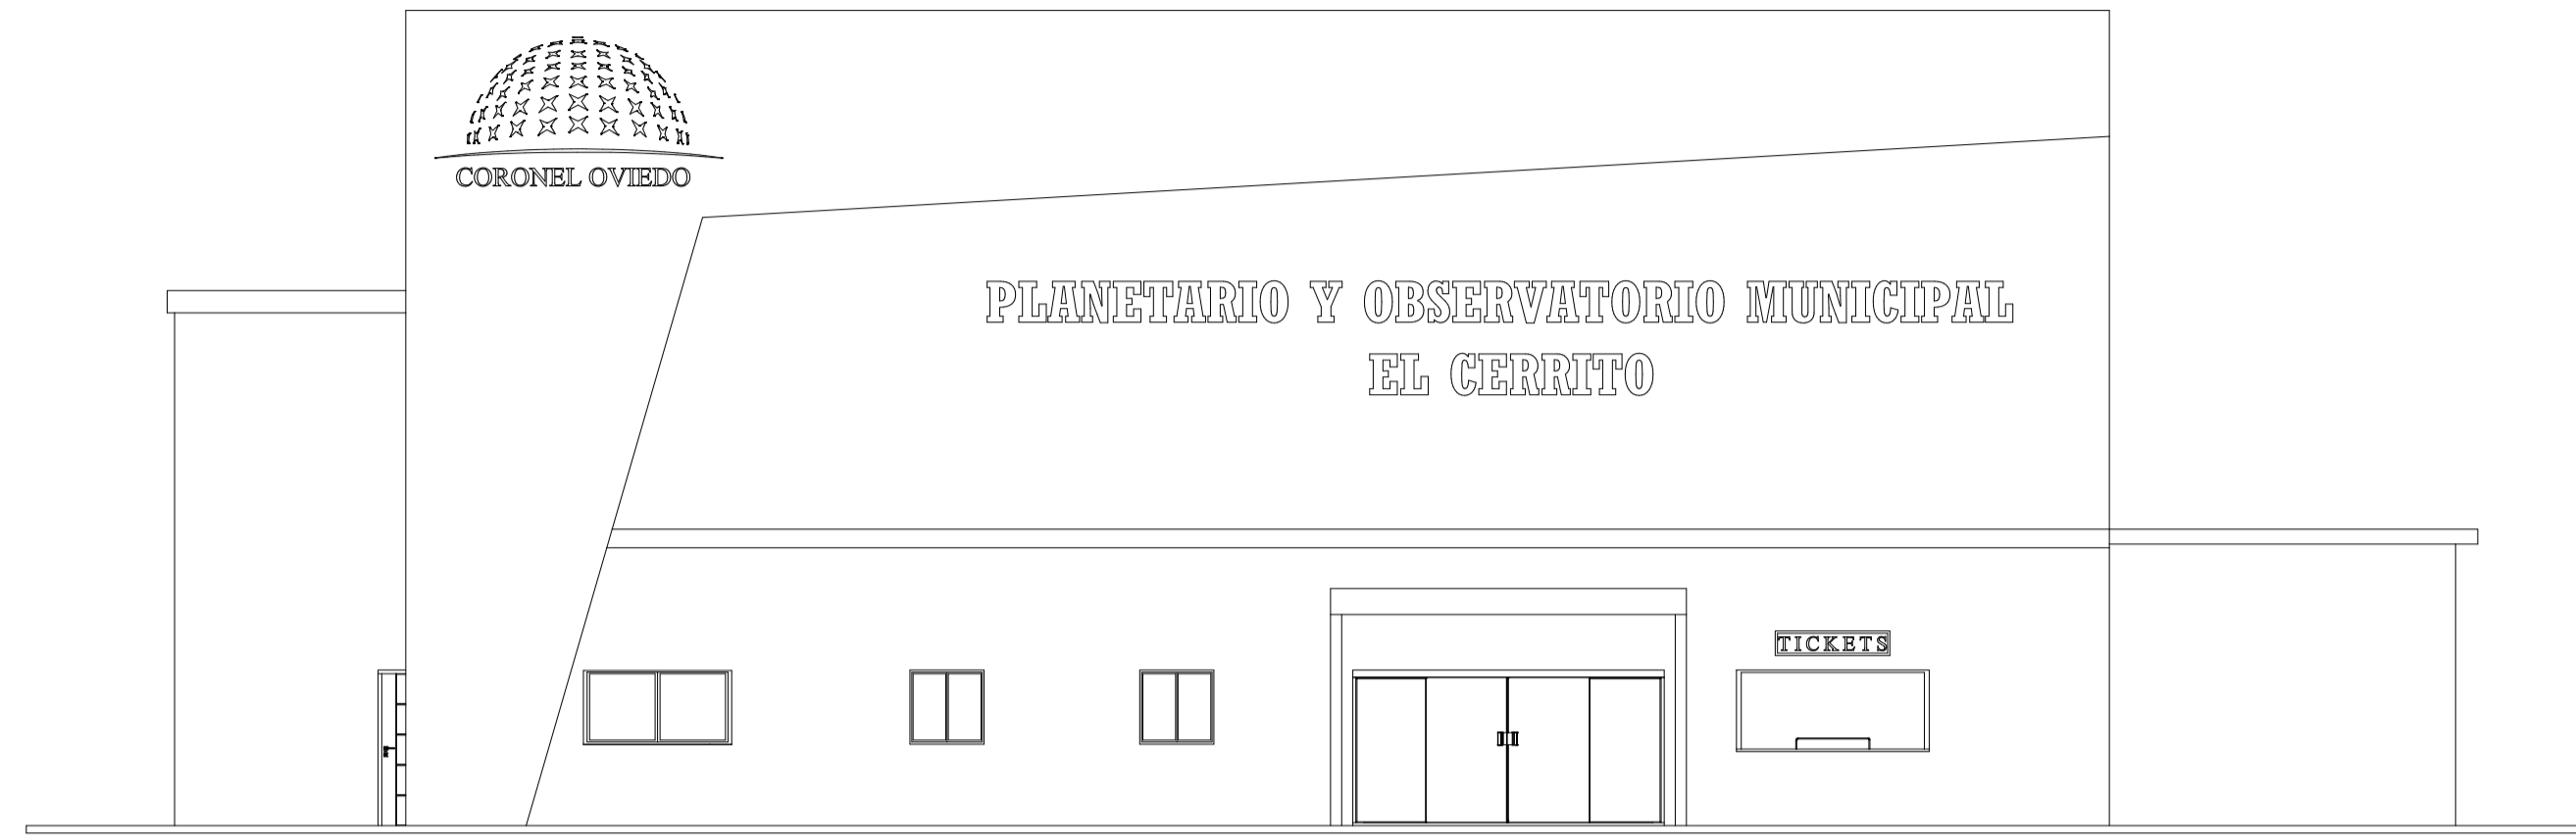 CORONEL OVIEDO
PLANETARIO Y OBSERVATORIO MUNICIPAL
EL CERRITO
TICKETS